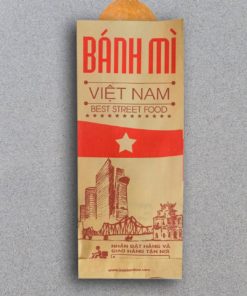 BÁNH MÌ
VIỆT NAM
BEST STREET FOOD
NHẬN ĐẶT HÀNG VÀ
GIAO HÀNG TẬN NƠI